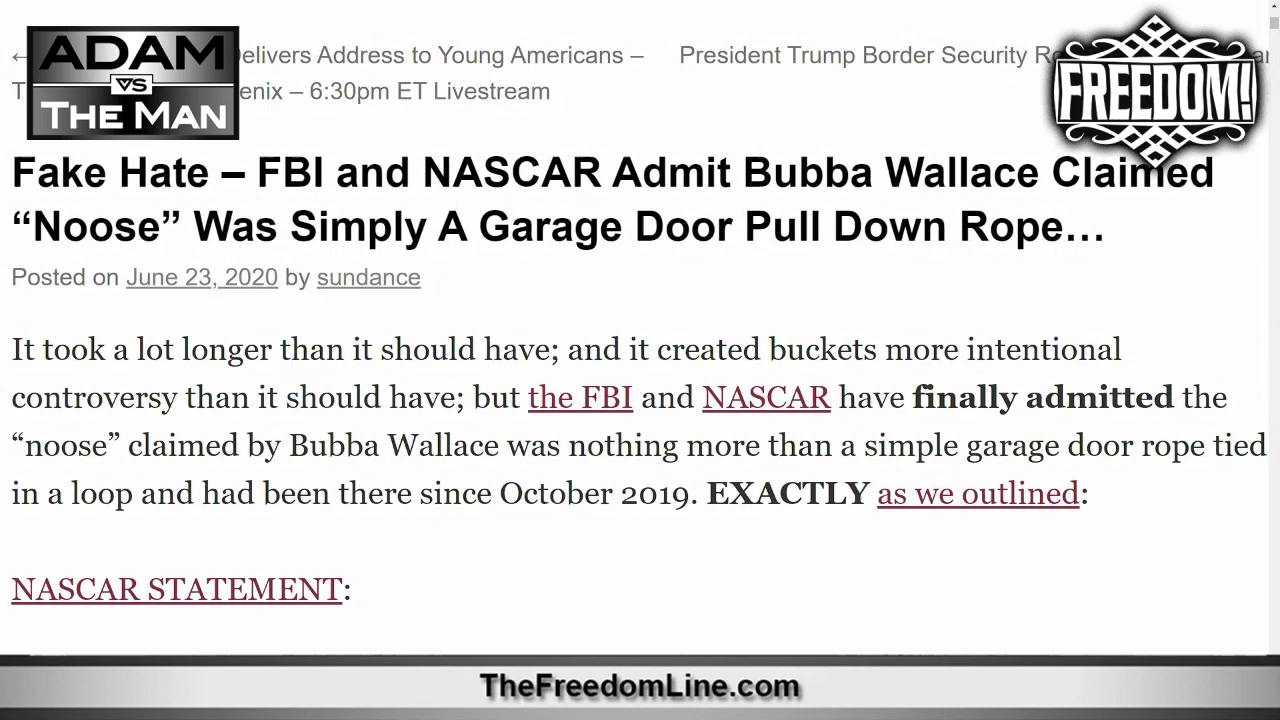 ADAM
VS
THE MAN
FREEDOM!
← elivers Address to Young Americans –
President Trump Border Security R
T enix – 6:30pm ET Livestream
Fake Hate – FBI and NASCAR Admit Bubba Wallace Claimed
“Noose” Was Simply A Garage Door Pull Down Rope…
Posted on June 23, 2020 by sundance
It took a lot longer than it should have; and it created buckets more intentional
controversy than it should have; but the FBI and NASCAR have finally admitted the
“noose” claimed by Bubba Wallace was nothing more than a simple garage door rope tied
in a loop and had been there since October 2019. EXACTLY as we outlined:
NASCAR STATEMENT:
TheFreedomLine.com